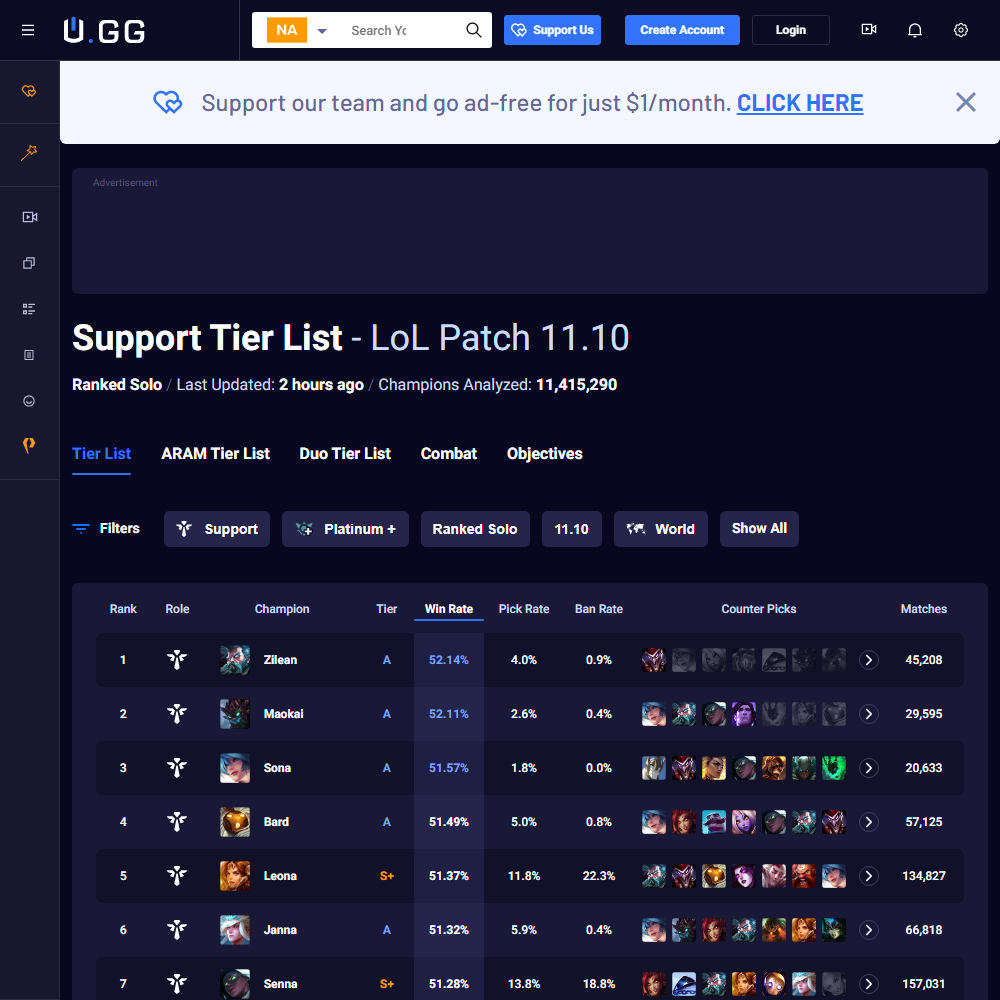 U.GG
NA
Search Yo
Support Us
Create Account
Login
Support our team and go ad-free for just $1/month. CLICK HERE
Advertisement
Support Tier List - LoL Patch 11.10
Ranked Solo / Last Updated: 2 hours ago / Champions Analyzed: 11,415,290
Tier List ARAM Tier List Duo Tier List Combat Objectives
Filters Support Platinum + Ranked Solo 11.10 World Show All
Rank Role Champion Tier Win Rate Pick Rate Ban Rate Counter Picks Matches
1 Zilean A 52.14% 4.0% 0.9% 45,208
2 Maokai A 52.11% 2.6% 0.4% 29,595
3 Sona A 51.57% 1.8% 0.0% 20,633
4 Bard A 51.49% 5.0% 0.8% 57,125
5 Leona S+ 51.37% 11.8% 22.3% 134,827
6 Janna A 51.32% 5.9% 0.4% 66,818
7 Senna S+ 51.28% 13.8% 18.8% 157,031